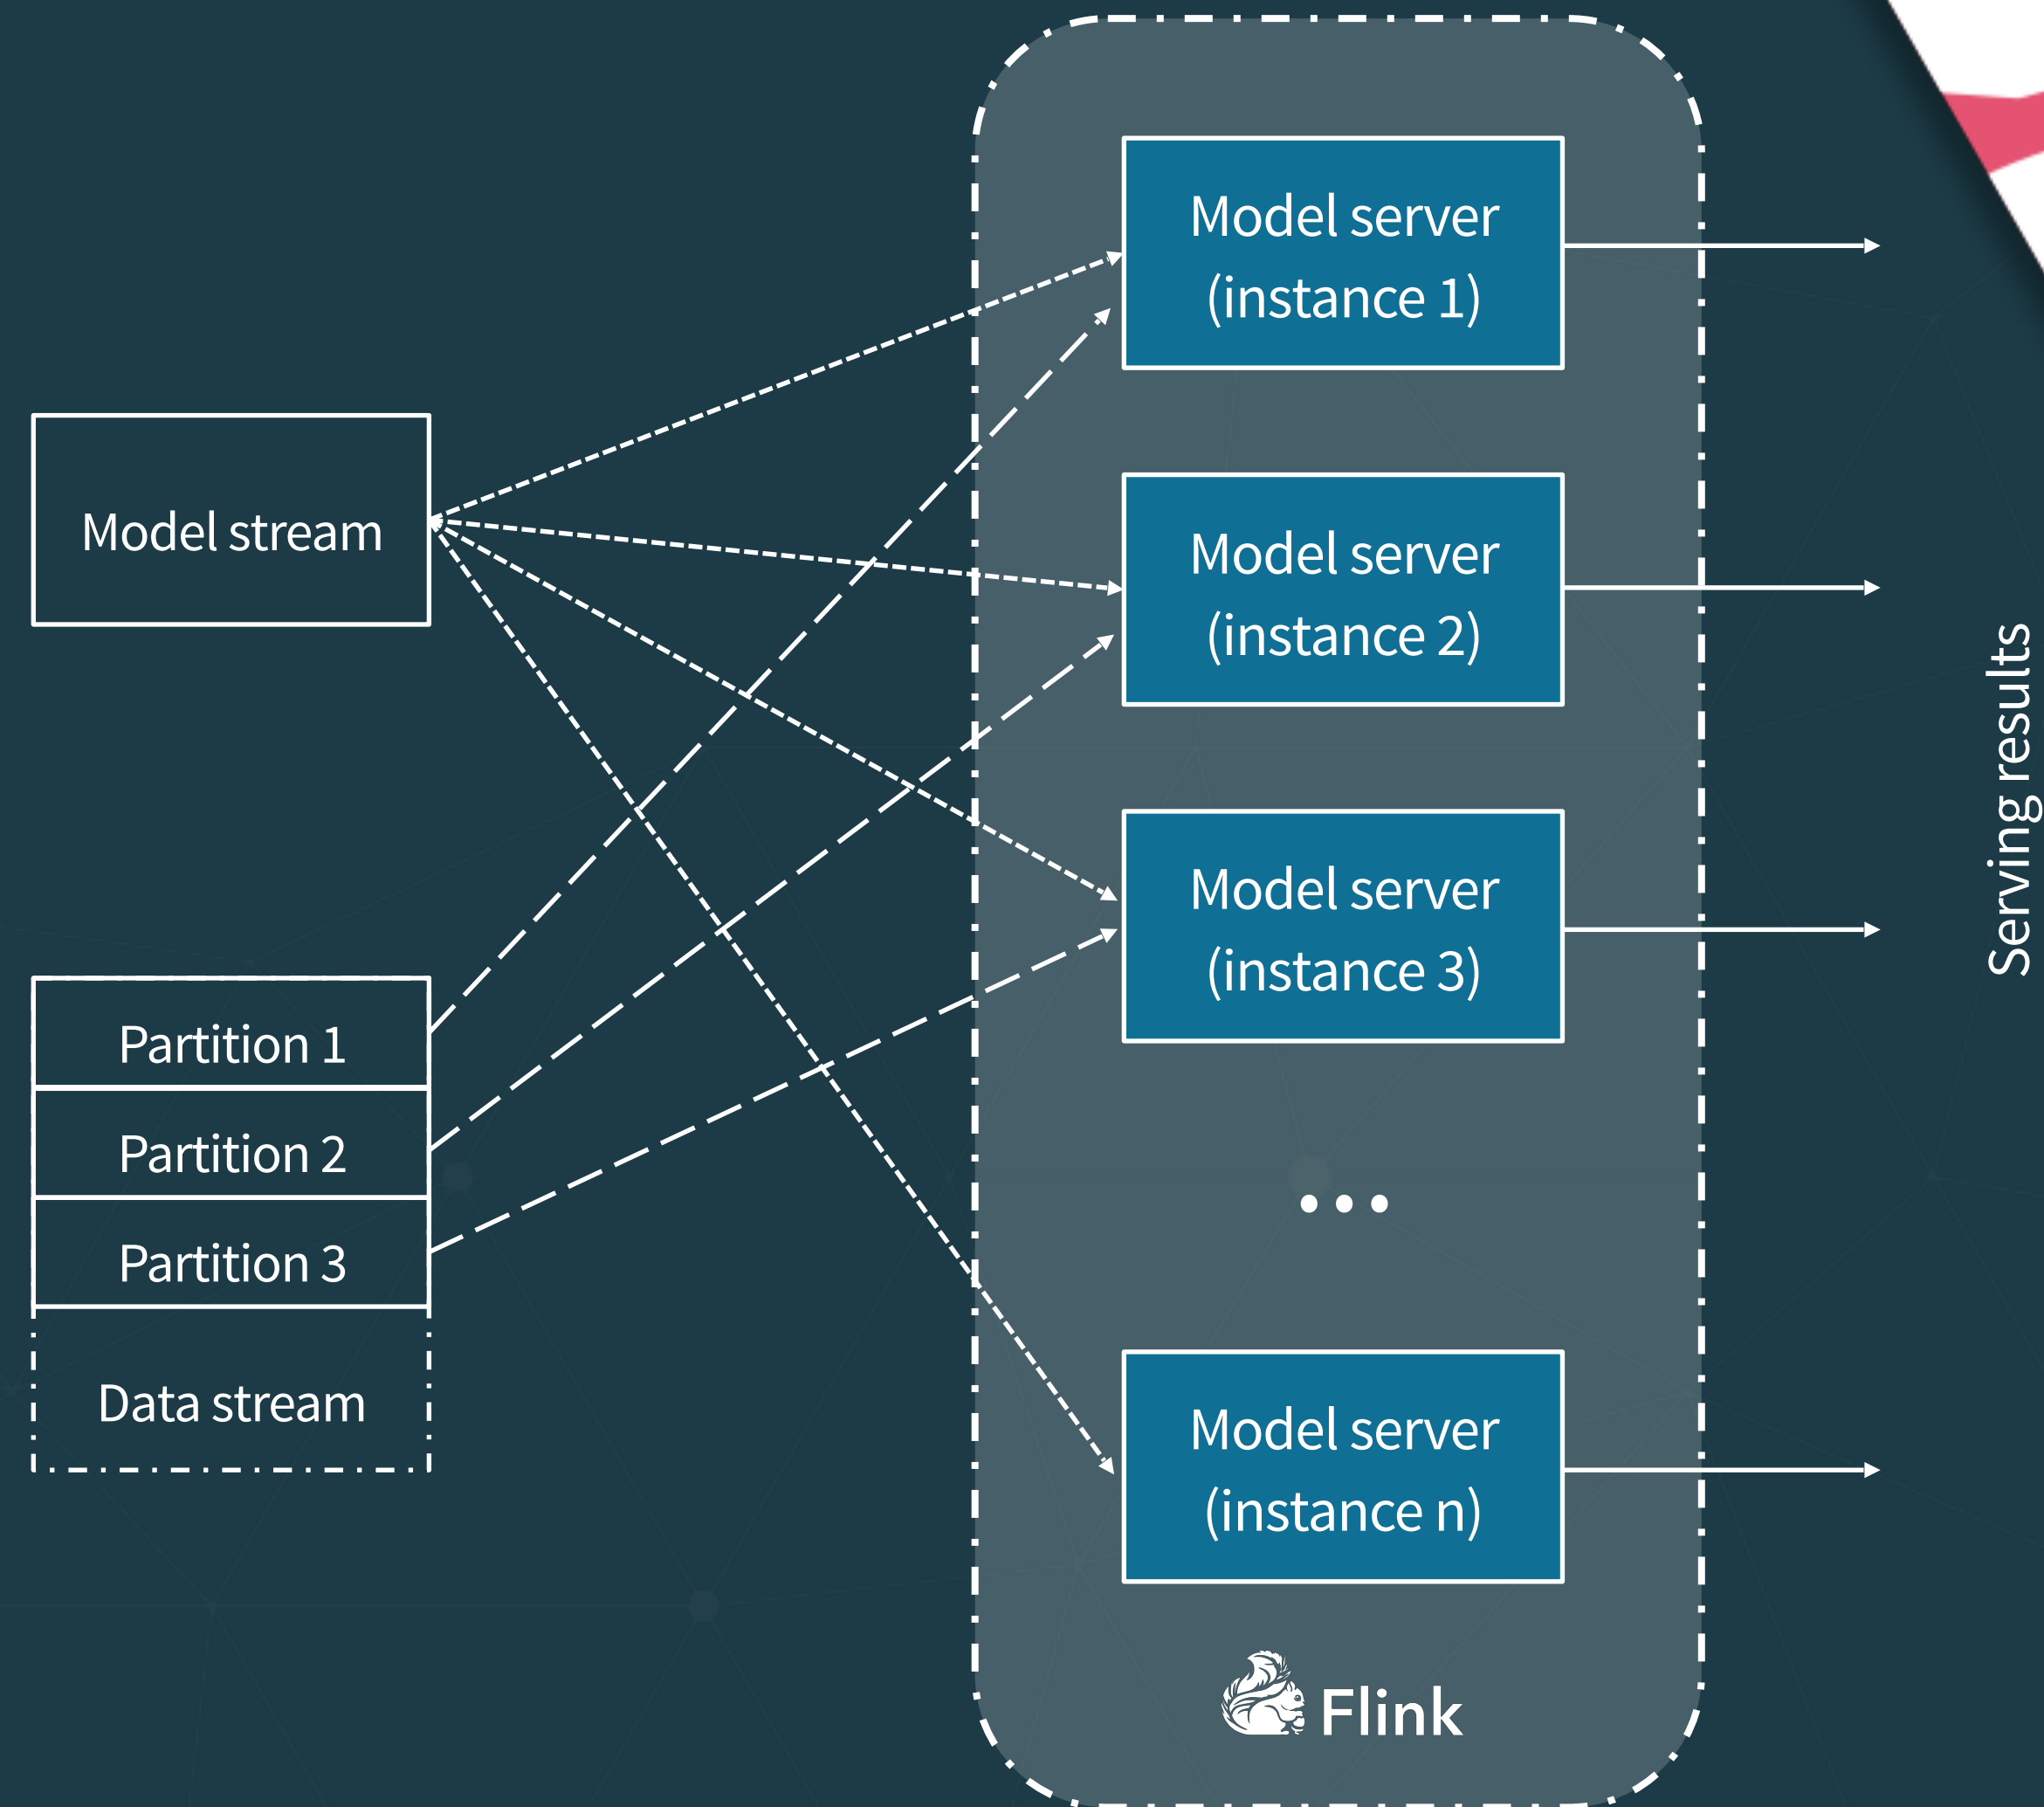 Model server
(instance 1)
Model stream
Model server
(instance 2)
Model server
(instance 3)
Serving results
Partition 1
Partition 2
Partition 3
Data stream
...
Model server
(instance n)
Flink